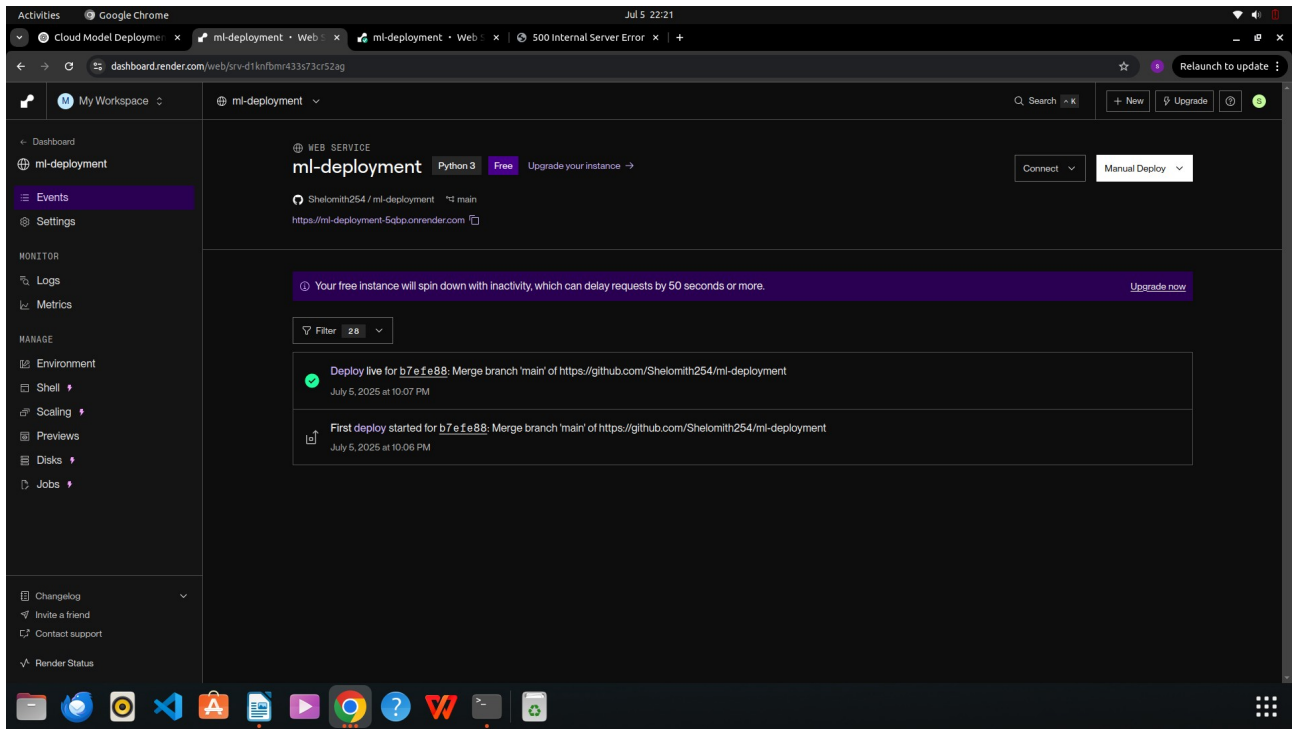 Activities Google Chrome Jul 5 22:21
Cloud Model Deploymen × ml-deployment · Web S × ml-deployment · Web S × 500 Internal Server Error × +
dashboard.render.com/web/srv-d1knfbmr433s73cr52ag Relaunch to update
M My Workspace ml-deployment Search ^ K + New Upgrade S
← Dashboard
ml-deployment
Events
Settings
MONITOR
Logs
Metrics
MANAGE
Environment
Shell
Scaling
Previews
Disks
Jobs
Changelog
Invite a friend
Contact support
Render Status
WEB SERVICE
ml-deployment Python 3 Free Upgrade your instance →
Connect Manual Deploy
Shelomith254 / ml-deployment main
https://ml-deployment-5qbp.onrender.com
Your free instance will spin down with inactivity, which can delay requests by 50 seconds or more. Upgrade now
Filter 28
Deploy live for b7efe88: Merge branch 'main' of https://github.com/Shelomith254/ml-deployment
July 5, 2025 at 10:07 PM
First deploy started for b7efe88: Merge branch 'main' of https://github.com/Shelomith254/ml-deployment
July 5, 2025 at 10:06 PM